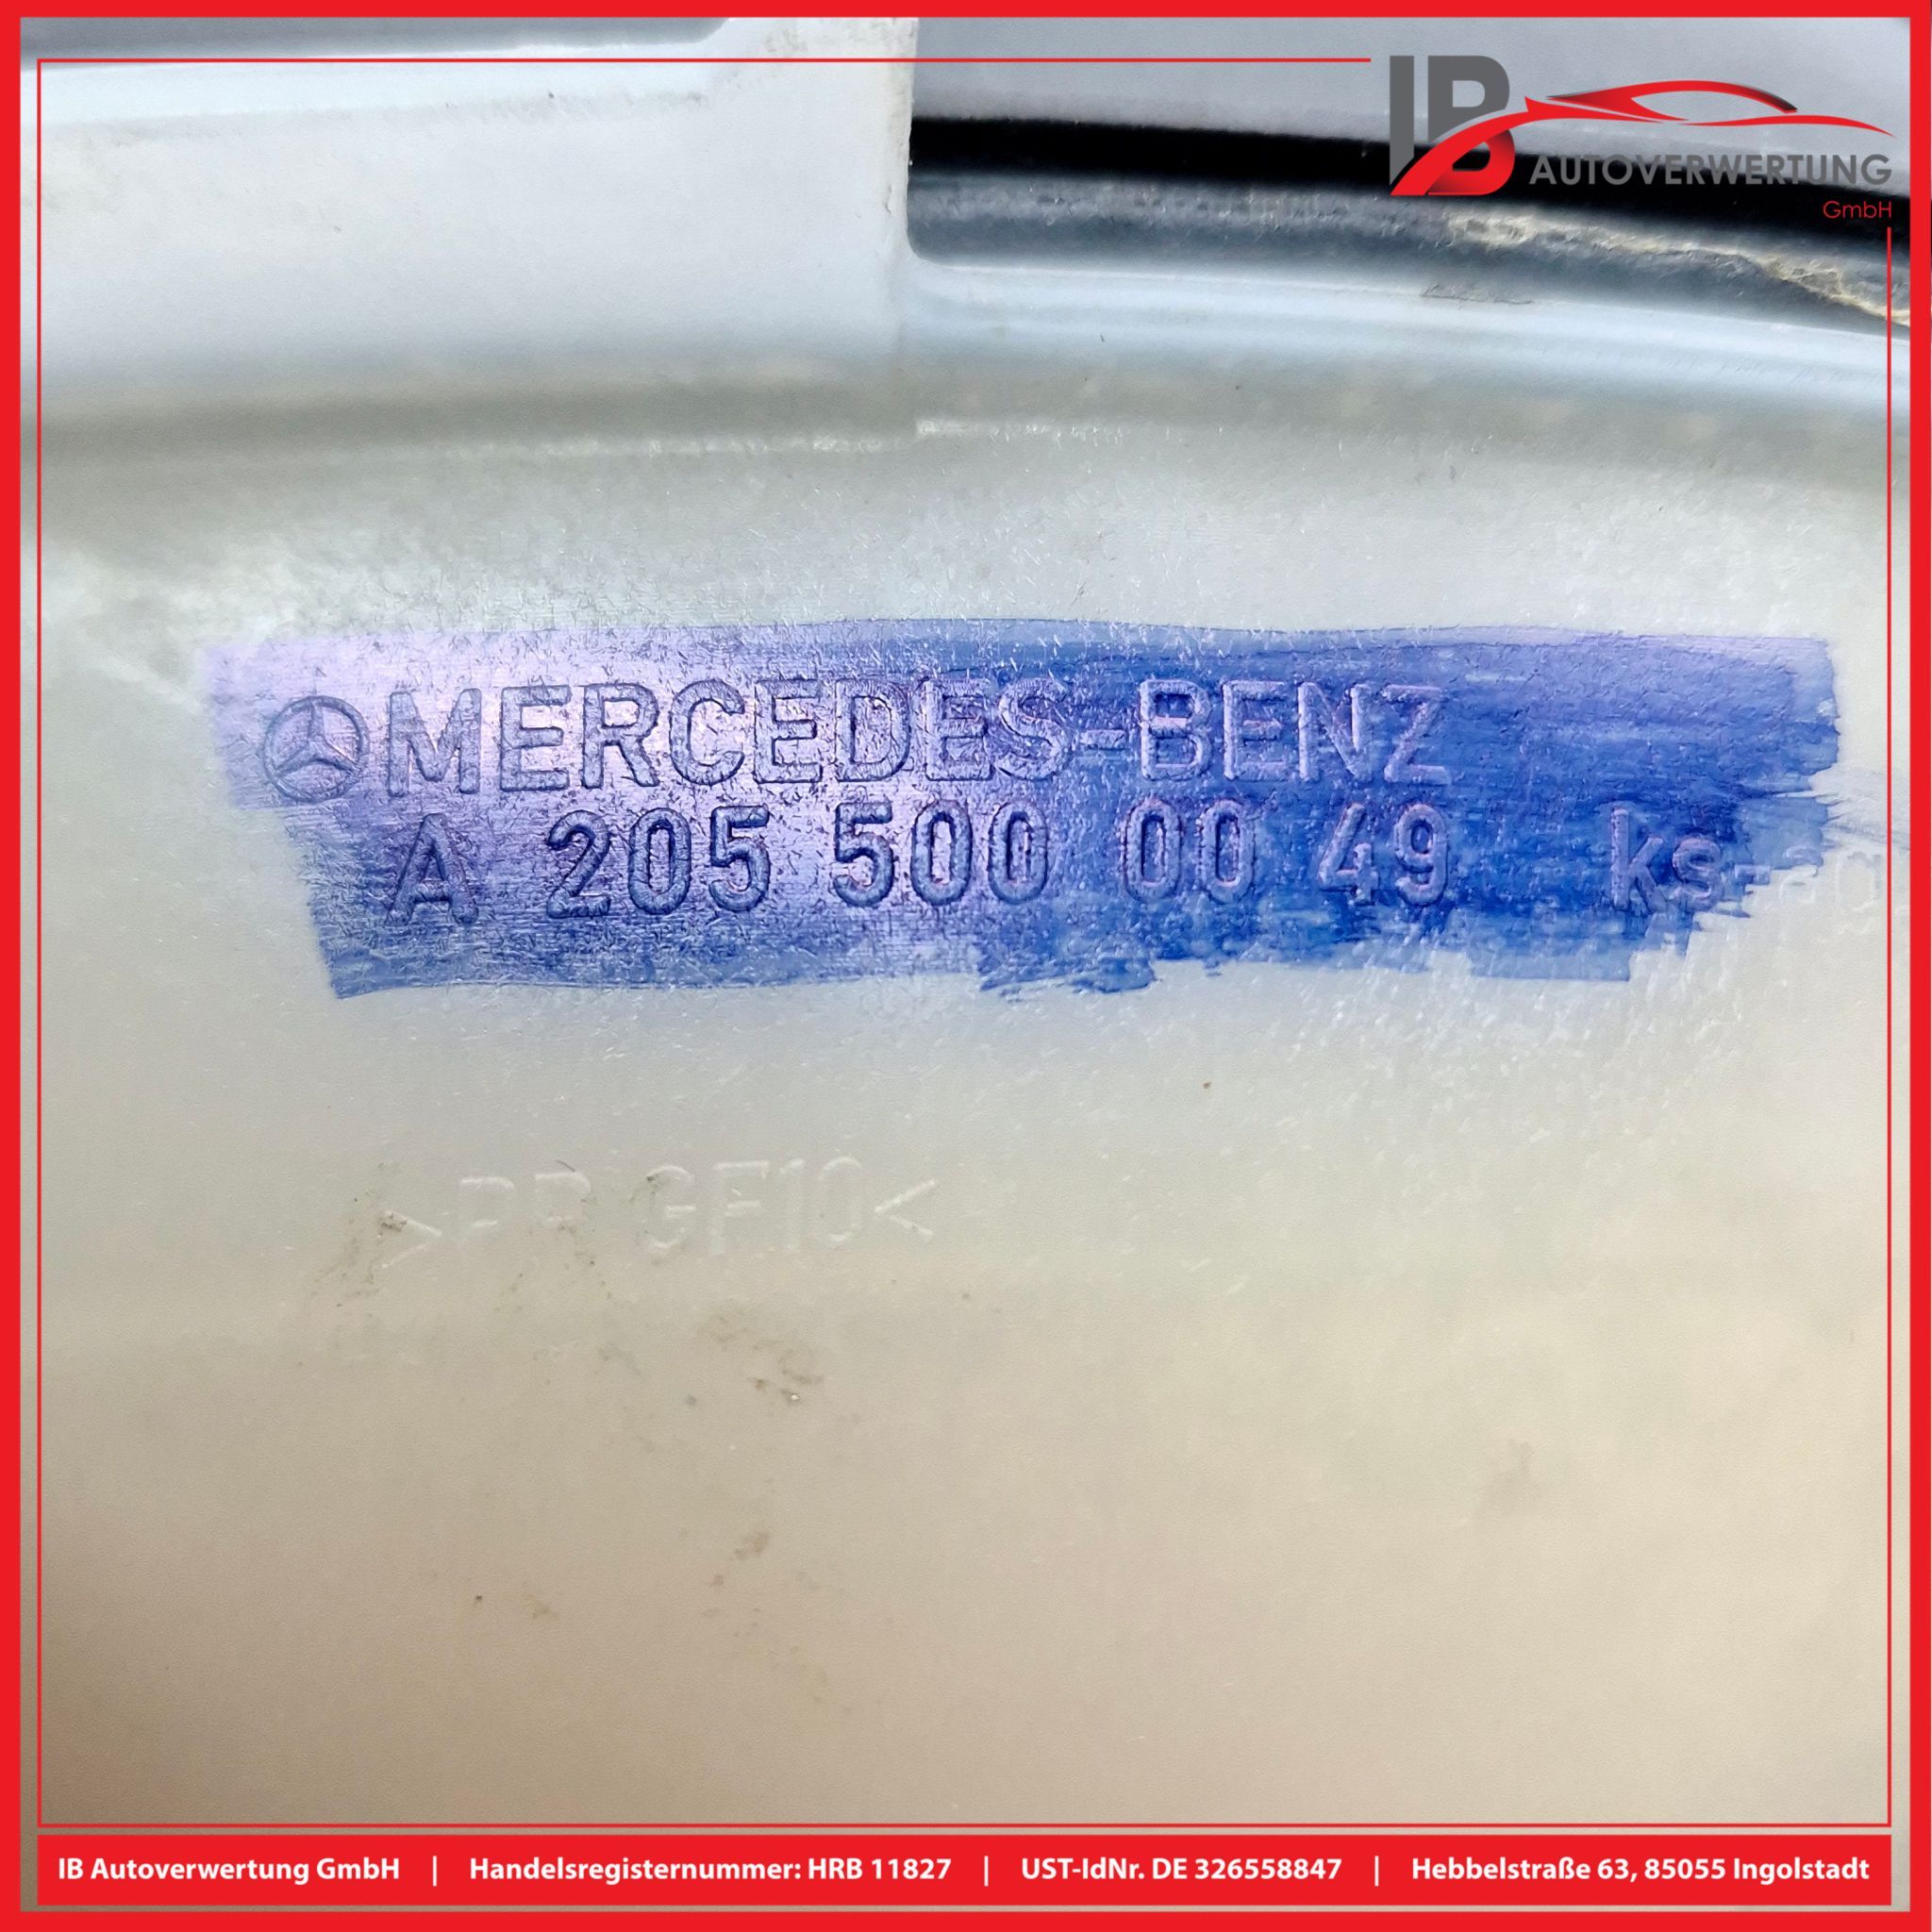 IB
AUTOVERWERTUNG
GmbH
MERCEDES-BENZ
A 205 500 00 49 ks-ag
>PP GF10<
IB Autoverwertung GmbH | Handelsregisternummer: HRB 11827 | UST-IdNr. DE 326558847 | Hebbelstraße 63, 85055 Ingolstadt